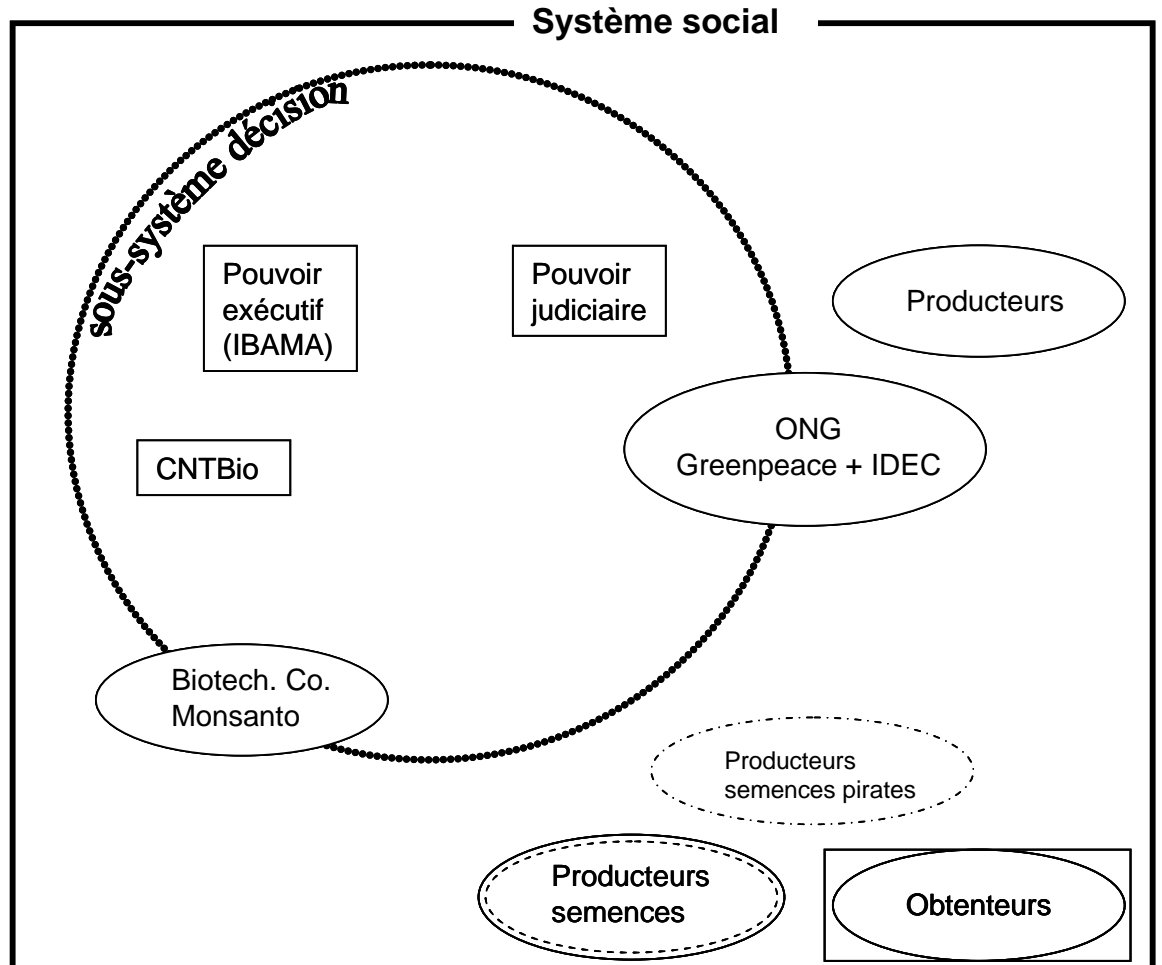 Système social
sous-système décision
Pouvoir
exécutif
(IBAMA)
Pouvoir
judiciaire
Producteurs
ONG
Greenpeace + IDEC
CNTBio
Biotech. Co.
Monsanto
Producteurs
semences pirates
Producteurs
semences
Obtenteurs